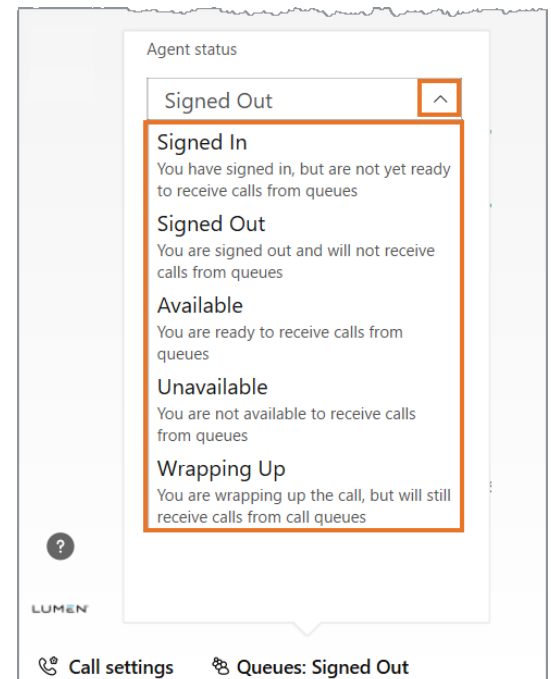 Agent status
Signed Out
Signed In
You have signed in, but are not yet ready
to receive calls from queues
Signed Out
You are signed out and will not receive
calls from queues
Available
You are ready to receive calls from
queues
Unavailable
You are not available to receive calls
from queues
Wrapping Up
You are wrapping up the call, but will still
receive calls from call queues
?
LUMEN
Call settings
Queues: Signed Out